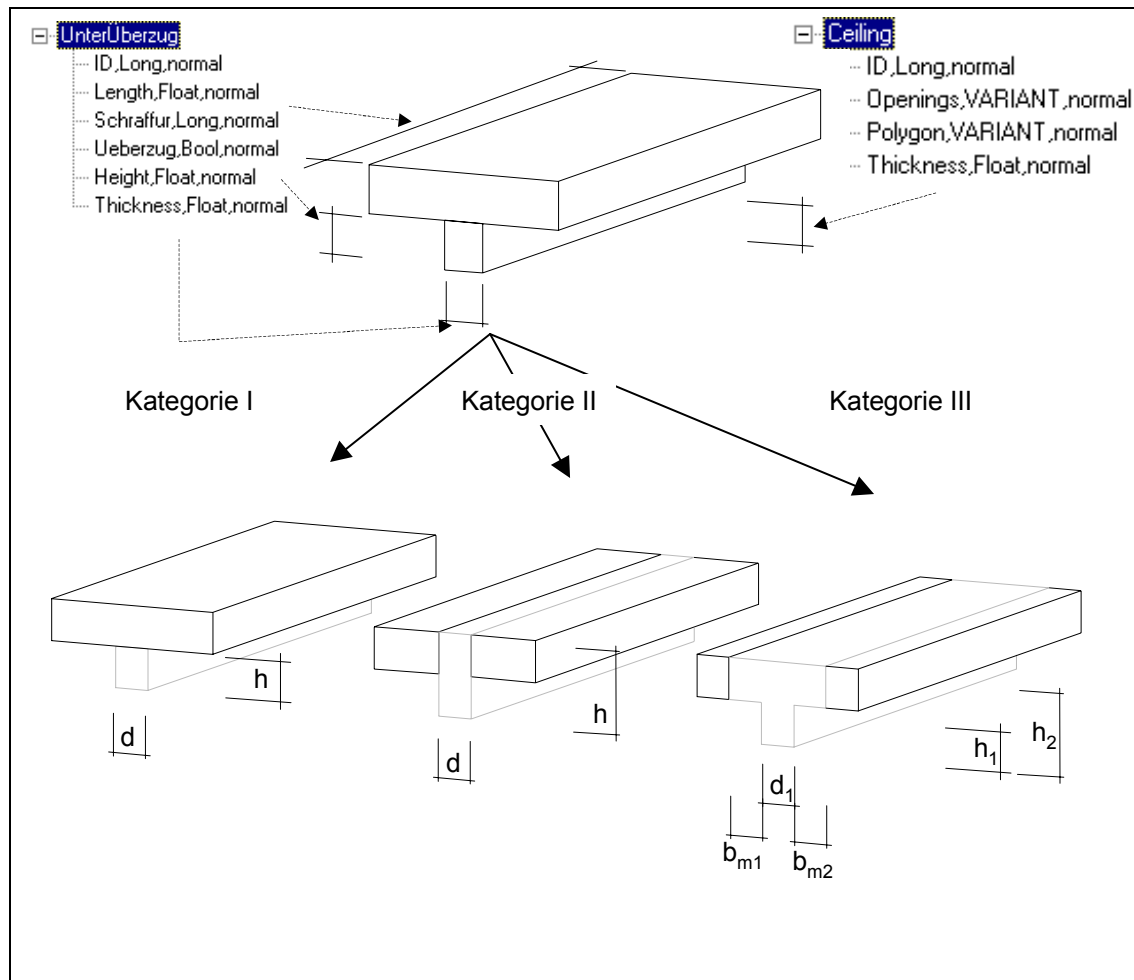 UnterUberzug
ID,Long,normal
Length,Float,normal
Schraffur,Long,normal
Ueberzug,Bool,normal
Height,Float,normal
Thickness,Float,normal
Ceiling
ID,Long,normal
Openings,VARIANT,normal
Polygon,VARIANT,normal
Thickness,Float,normal
Kategorie I
Kategorie II
Kategorie III
h
d
h
d
h₁
h₂
d₁
bₘ₁
bₘ₂